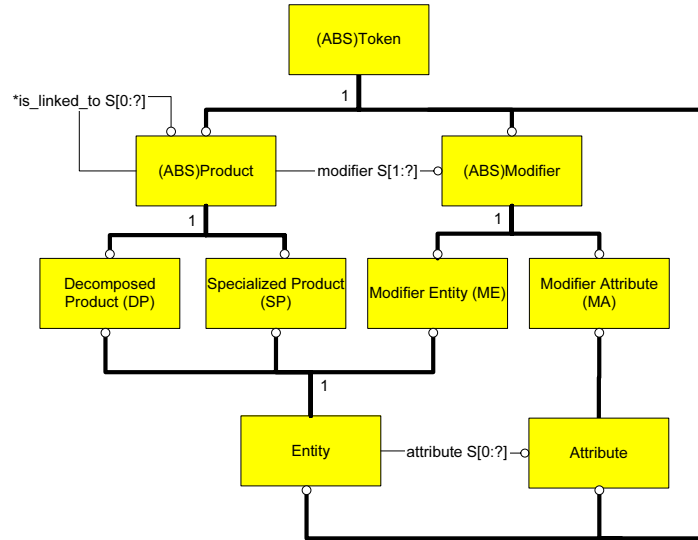 (ABS)Token
1
*is_linked_to S[0:?]
(ABS)Product
modifier S[1:?]
(ABS)Modifier
1
1
Decomposed
Product (DP)
Specialized Product
(SP)
Modifier Entity (ME)
Modifier Attribute
(MA)
1
Entity
attribute S[0:?]
Attribute